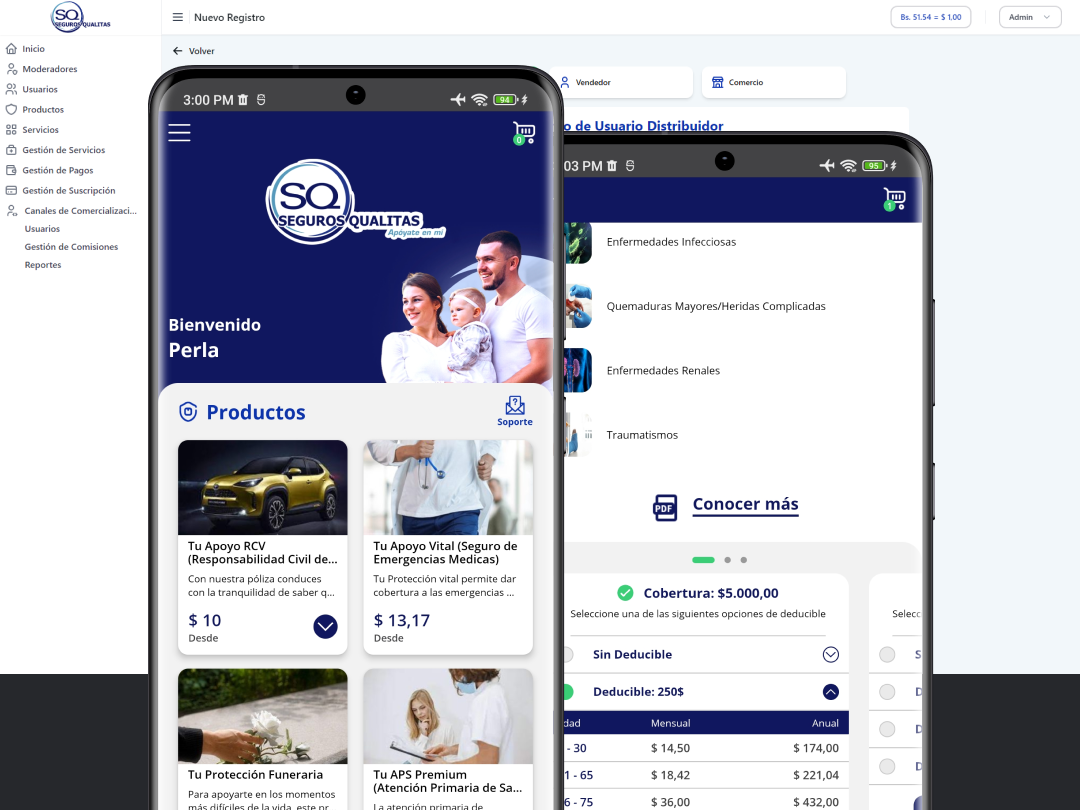 SQ
SEGUROS QUALITAS
Nuevo Registro
Bs. 51.54 = $ 1.00
Admin
Inicio
Moderadores
Usuarios
Productos
Servicios
Gestión de Servicios
Gestión de Pagos
Gestión de Suscripción
Canales de Comercializaci...
Usuarios
Gestión de Comisiones
Reportes
Volver
Vendedor
Comercio
o de Usuario Distribuidor
3:00 PM
94
SQ
SEGUROS QUALITAS
Apóyate en mi
0
Bienvenido
Perla
Productos
Soporte
Tu Apoyo RCV
(Responsabilidad Civil de...
Con nuestra póliza conduces
con la tranquilidad de saber q...
$ 10
Desde
Tu Apoyo Vital (Seguro de
Emergencias Medicas)
Tu Protección vital permite dar
cobertura a las emergencias ...
$ 13,17
Desde
Tu Protección Funeraria
Para apoyarte en los momentos
más difíciles de la vida, este pr...
Tu APS Premium
(Atención Primaria de Sa...
La atención primaria de
03 PM
95
1
Enfermedades Infecciosas
Quemaduras Mayores/Heridas Complicadas
Enfermedades Renales
Traumatismos
PDF
Conocer más
Cobertura: $5.000,00
Seleccione una de las siguientes opciones de deducible
Sin Deducible
Deducible: 250$
dad Mensual Anual
- 30 $ 14,50 $ 174,00
1 - 65 $ 18,42 $ 221,04
6 - 75 $ 36,00 $ 432,00
Selecc
S
D
D
D